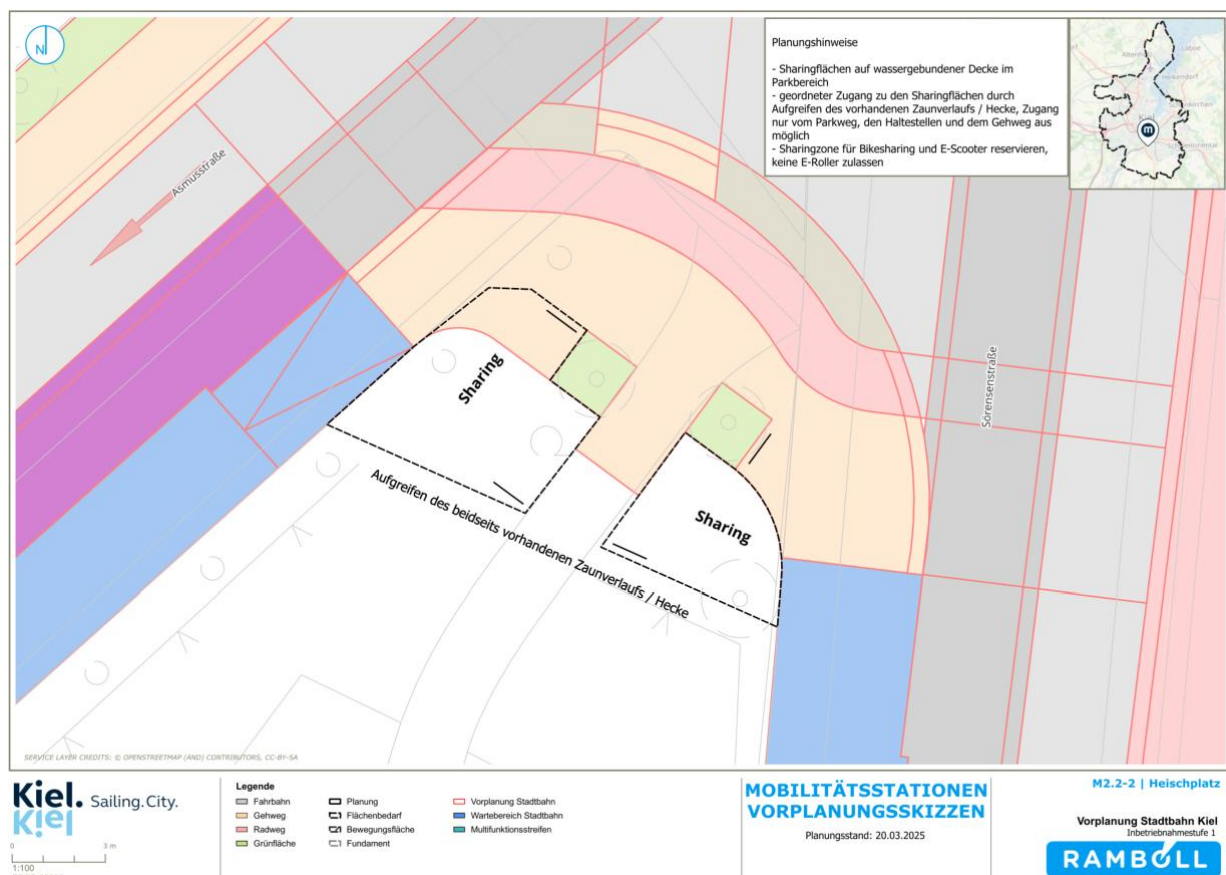 N
Planungshinweise
- Sharingflächen auf wassergebundener Decke im
Parkbereich
- geordneter Zugang zu den Sharingflächen durch
Aufgreifen des vorhandenen Zaunverlaufs / Hecke, Zugang
nur vom Parkweg, den Haltestellen und dem Gehweg aus
möglich
- Sharingzone für Bikesharing und E-Scooter reservieren,
keine E-Roller zulassen
Kiel
m
Asmusstraße
Sörensenstraße
Sharing
Sharing
Aufgreifen des beidseits vorhandenen Zaunverlaufs / Hecke
SERVICE LAYER CREDITS: © OPENSTREETMAP (AND) CONTRIBUTORS, CC-BY-SA
Kiel. Sailing.City.
Kiel
0 3 m
1:100
Legende
Fahrbahn
Gehweg
Radweg
Grünfläche
Planung
Flächenbedarf
Bewegungsfläche
Fundament
Vorplanung Stadtbahn
Wartebereich Stadtbahn
Multifunktionsstreifen
MOBILITÄTSSTATIONEN
VORPLANUNGSSKIZZEN
Planungsstand: 20.03.2025
M2.2-2 | Heischplatz
Vorplanung Stadtbahn Kiel
Inbetriebnahmestufe 1
RAMBOLL